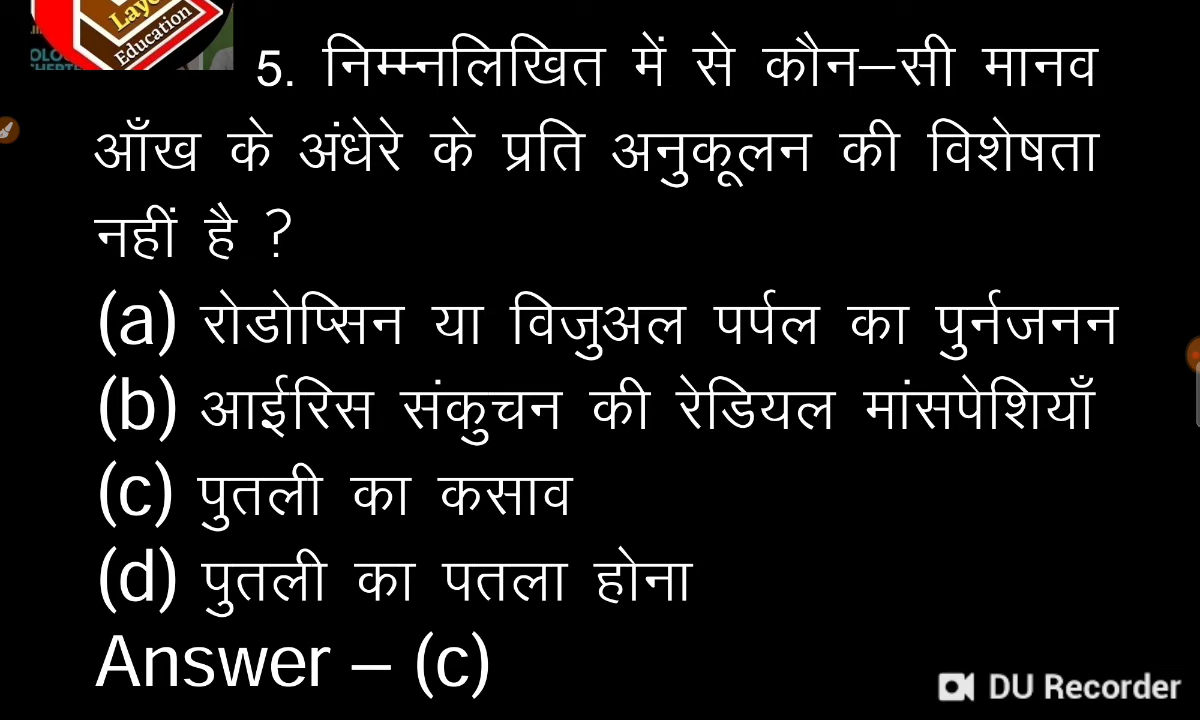 Laye
Education
5. निम्म्नलिखित में से कौन–सी मानव
आँख के अंधेरे के प्रति अनुकूलन की विशेषता
नहीं है ?
(a) रोडोप्सिन या विजुअल पर्पल का पुर्नजनन
(b) आईरिस संकुचन की रेडियल मांसपेशियाँ
(c) पुतली का कसाव
(d) पुतली का पतला होना
Answer – (c)
DU Recorder